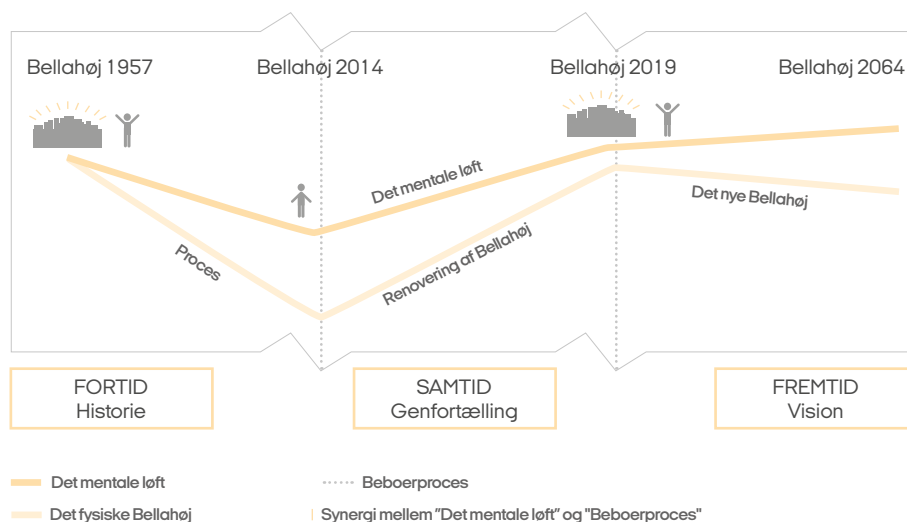 Bellahøj 1957
Bellahøj 2014
Bellahøj 2019
Bellahøj 2064
Det mentale løft
Det nye Bellahøj
Proces
Renovering af Bellahøj
FORTID
Historie
SAMTID
Genfortælling
FREMTID
Vision
Det mentale løft
Beboerproces
Det fysiske Bellahøj
Synergi mellem "Det mentale løft" og "Beboerproces"